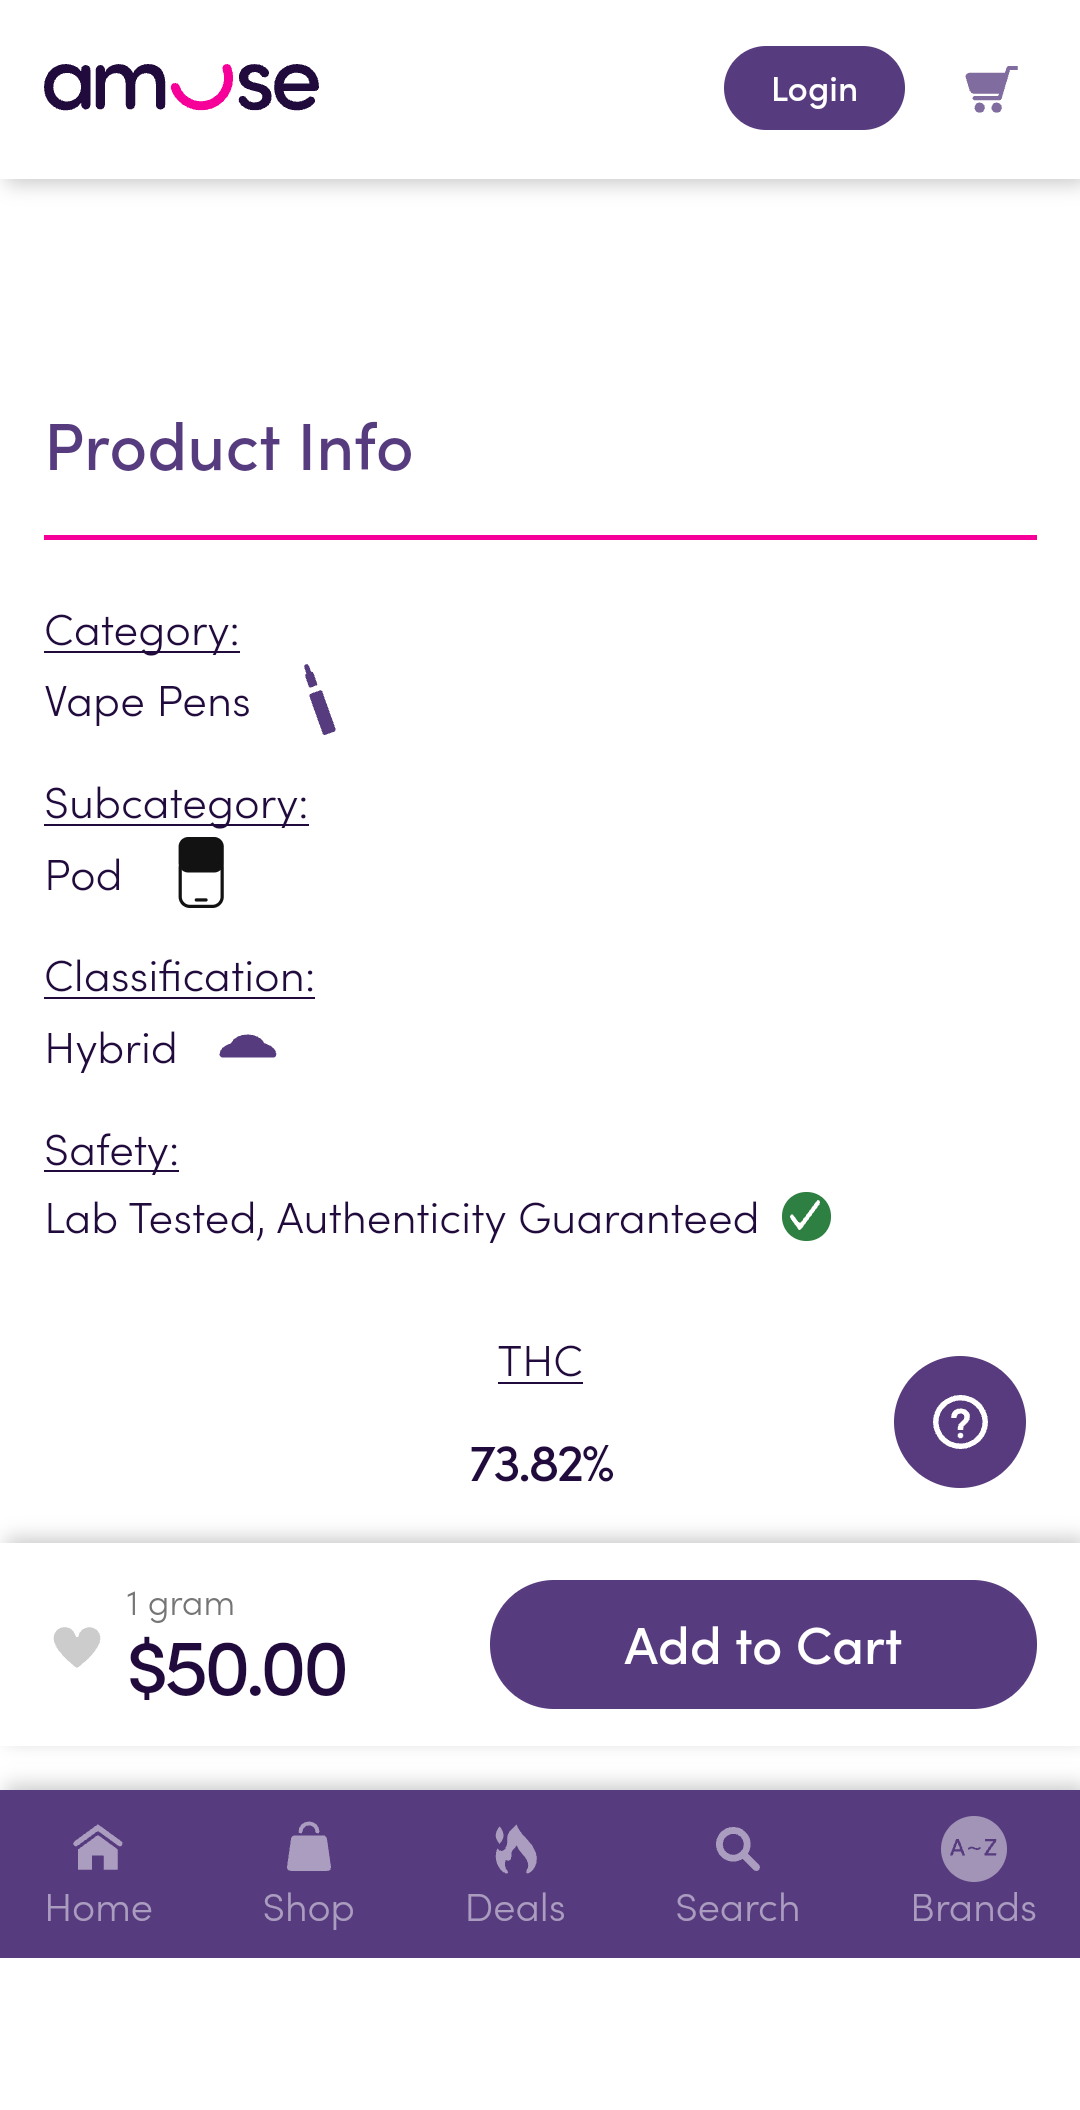 amuse
Login
Product Info
Category:
Vape Pens
Subcategory:
Pod
Classification:
Hybrid
Safety:
Lab Tested, Authenticity Guaranteed
THC
73.82%
?
1 gram
$50.00
Add to Cart
A~Z
Home Shop Deals Search Brands